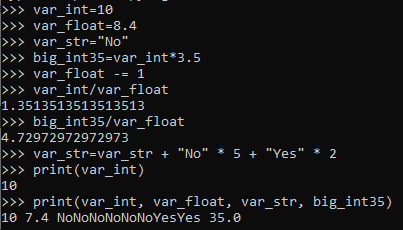 >>> var_int=10
>>> var_float=8.4
>>> var_str="No"
>>> big_int35=var_int*3.5
>>> var_float -= 1
>>> var_int/var_float
1.3513513513513513
>>> big_int35/var_float
4.72972972972973
>>> var_str=var_str + "No" * 5 + "Yes" * 2
>>> print(var_int)
10
>>> print(var_int, var_float, var_str, big_int35)
10 7.4 NoNoNoNoNoNoYesYes 35.0